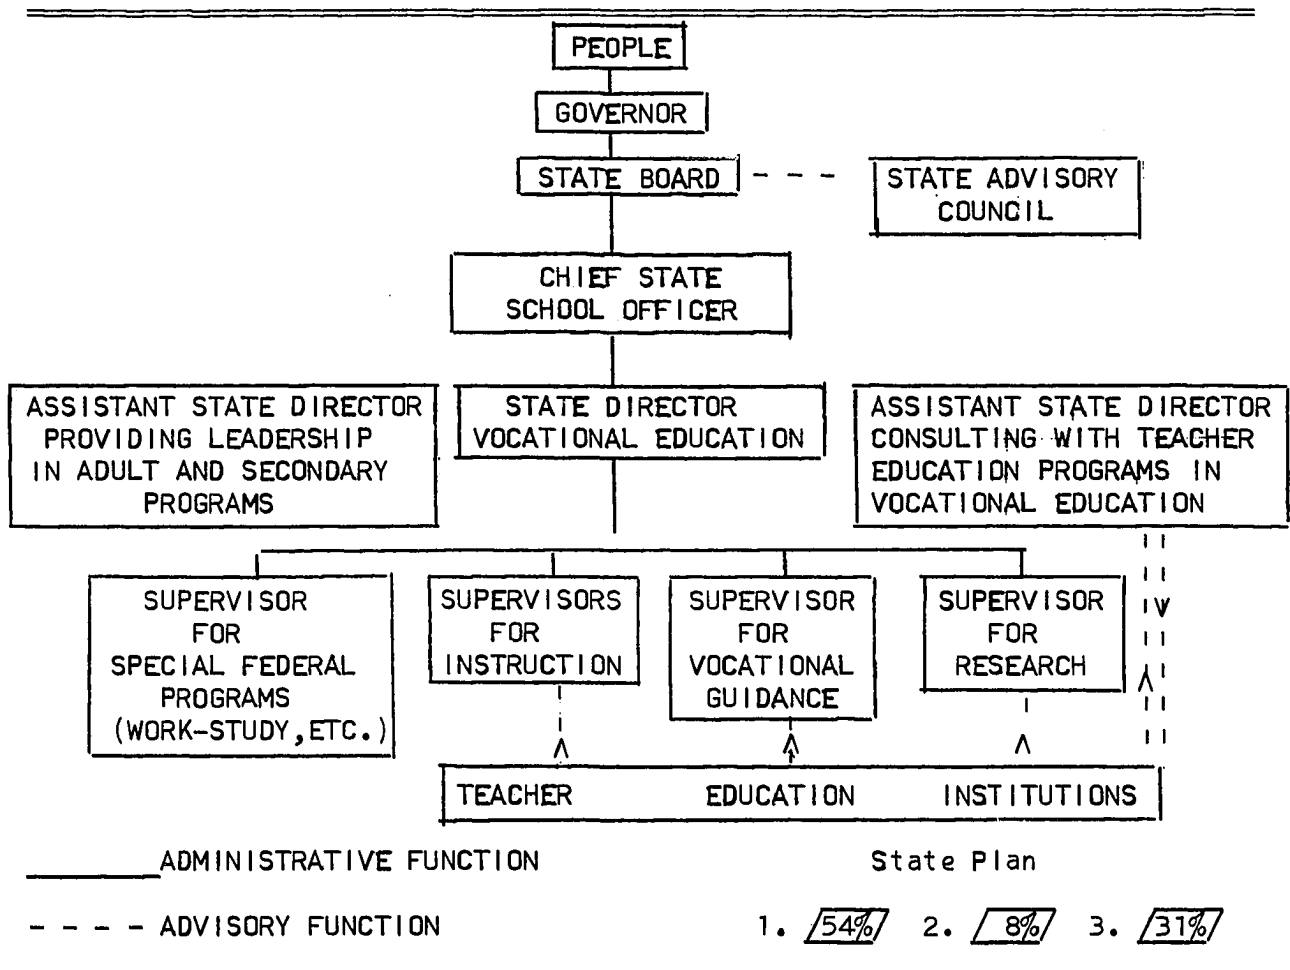 PEOPLE
GOVERNOR
STATE BOARD
STATE ADVISORY
COUNCIL
CHIEF STATE
SCHOOL OFFICER
ASSISTANT STATE DIRECTOR
PROVIDING LEADERSHIP
IN ADULT AND SECONDARY
PROGRAMS
STATE DIRECTOR
VOCATIONAL EDUCATION
ASSISTANT STATE DIRECTOR
CONSULTING WITH TEACHER
EDUCATION PROGRAMS IN
VOCATIONAL EDUCATION
SUPERVISOR
FOR
SPECIAL FEDERAL
PROGRAMS
(WORK-STUDY,ETC.)
SUPERVISORS
FOR
INSTRUCTION
SUPERVISOR
FOR
VOCATIONAL
GUIDANCE
SUPERVISOR
FOR
RESEARCH
TEACHER EDUCATION INSTITUTIONS
ADMINISTRATIVE FUNCTION
State Plan
ADVISORY FUNCTION
1. 54% 2. 8% 3. 31%